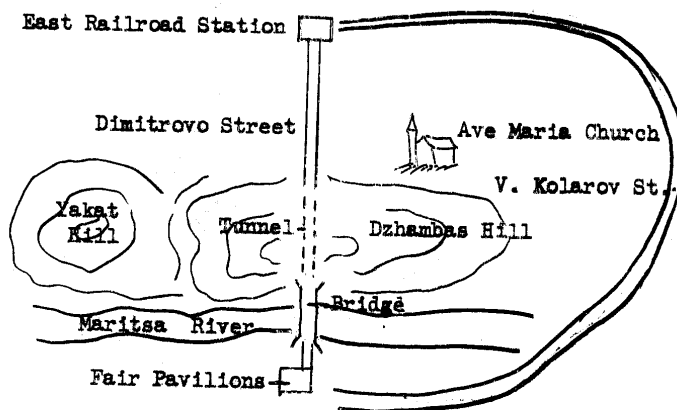 East Railroad Station
Dimitrovo Street
Ave Maria Church
V. Kolarov St.
Yakat
Hill
Tunnel
Dzhambas Hill
Bridge
Maritsa River
Fair Pavilions